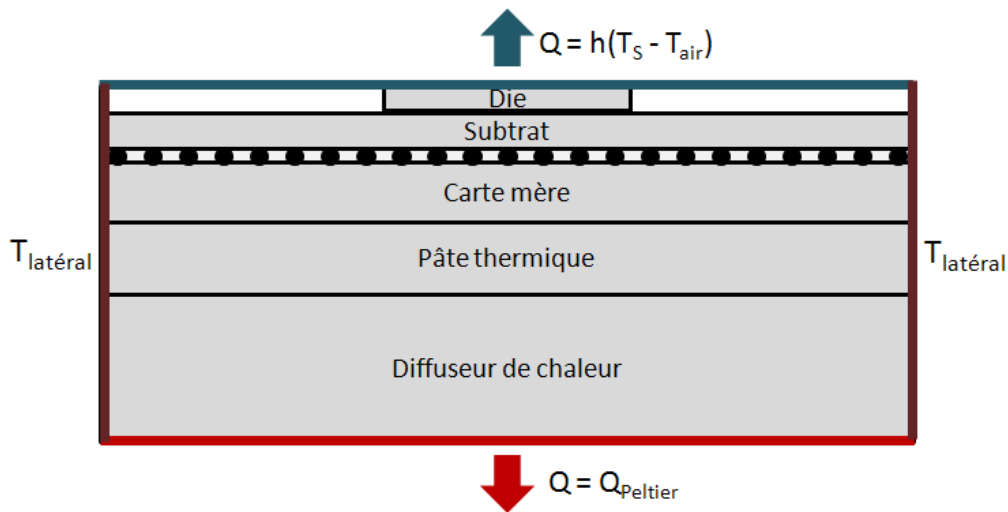 Q = h(T_S - T_air)
Die
Subtrat
Carte mère
T_latéral
T_latéral
Pâte thermique
Diffuseur de chaleur
Q = Q_Peltier